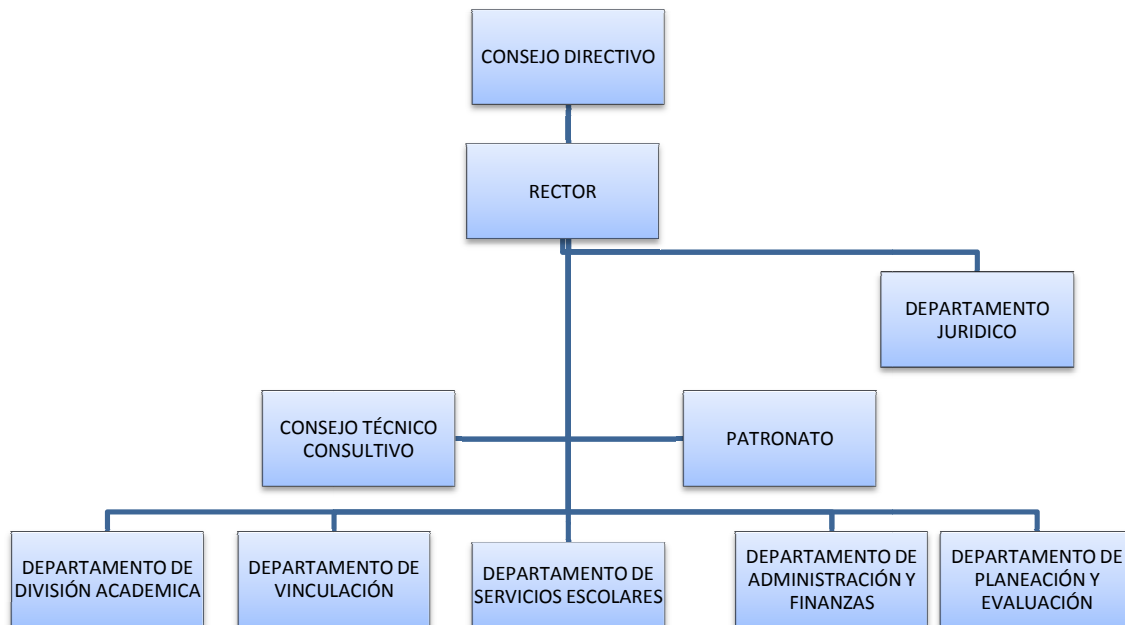 CONSEJO DIRECTIVO
RECTOR
DEPARTAMENTO
JURIDICO
CONSEJO TÉCNICO
CONSULTIVO
PATRONATO
DEPARTAMENTO DE
DIVISIÓN ACADEMICA
DEPARTAMENTO DE
VINCULACIÓN
DEPARTAMENTO DE
SERVICIOS ESCOLARES
DEPARTAMENTO DE
ADMINISTRACIÓN Y
FINANZAS
DEPARTAMENTO DE
PLANEACIÓN Y
EVALUACIÓN